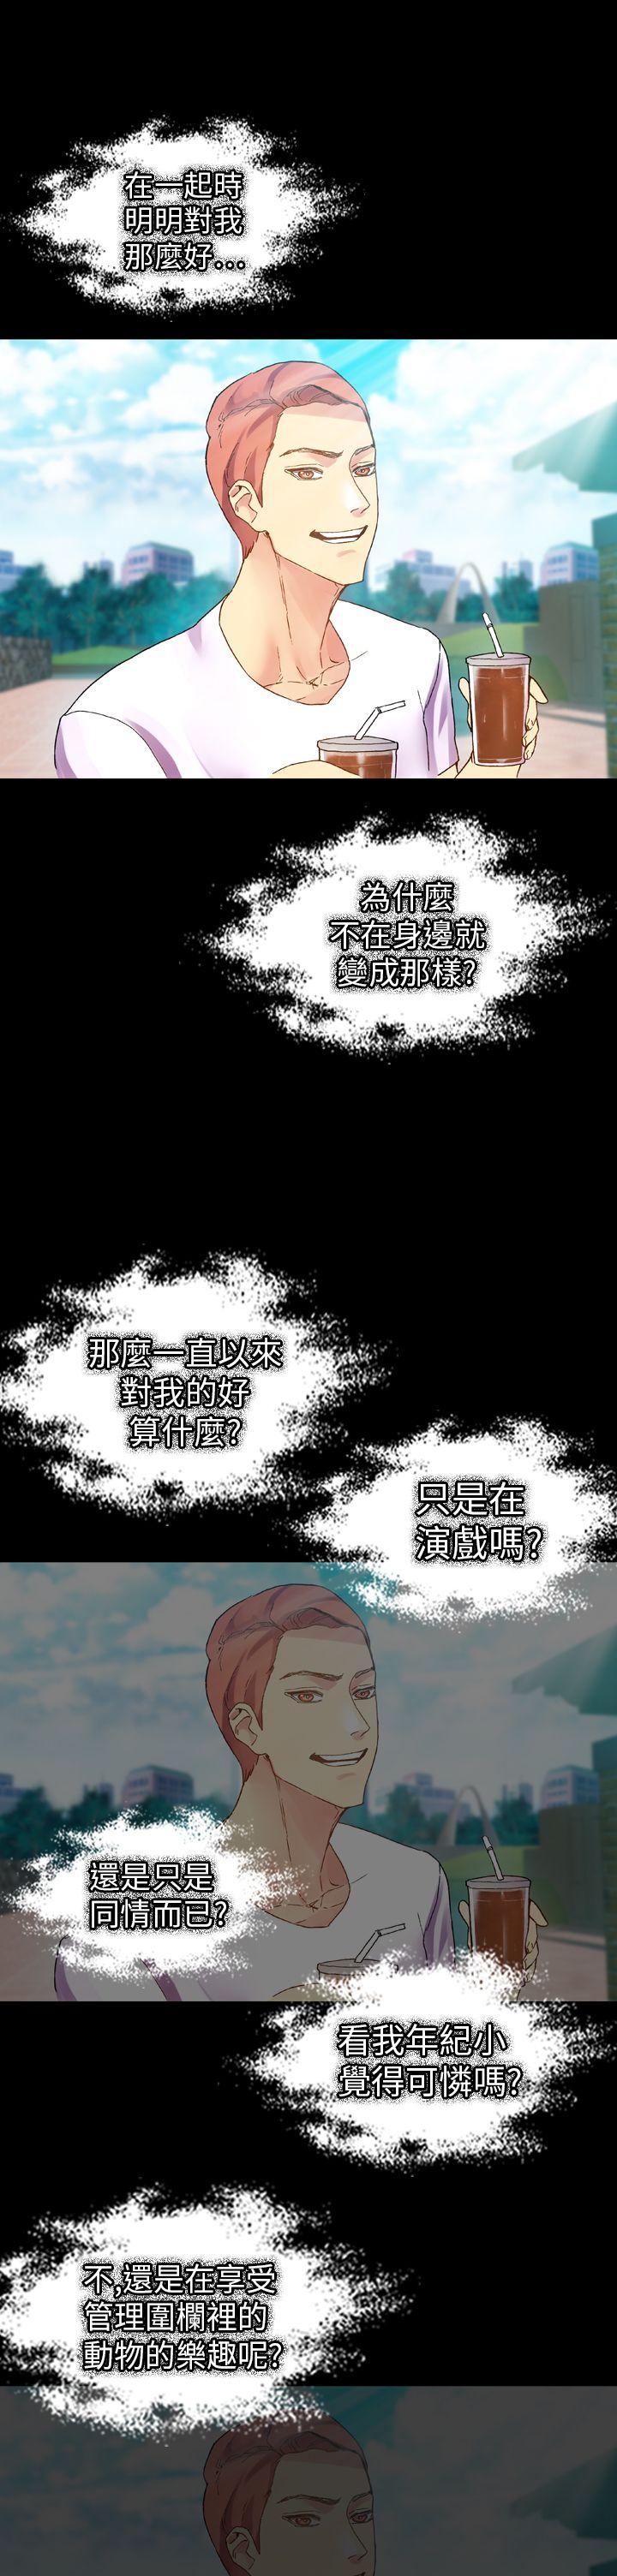 在一起時
明明對我
那麼好...
為什麼
不在身邊就
變成那樣?
那麼一直以來
對我的好
算什麼?
只是在
演戲嗎?
還是只是
同情而已?
看我年紀小
覺得可憐嗎?
不,還是在享受
管理圍欄裡的
動物的樂趣呢?